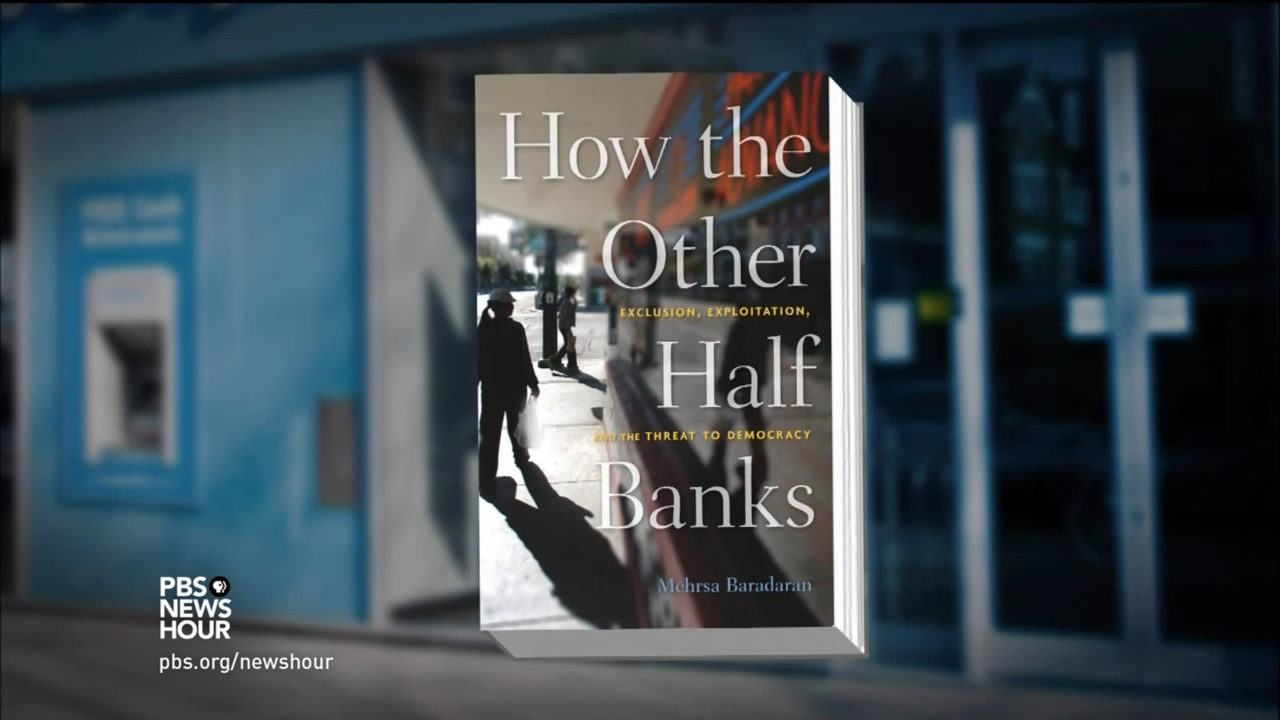 How the
Other
EXCLUSION, EXPLOITATION,
Half
AND THE THREAT TO DEMOCRACY
Banks
Mehrsa Baradaran
PBS
NEWS
HOUR
pbs.org/newshour